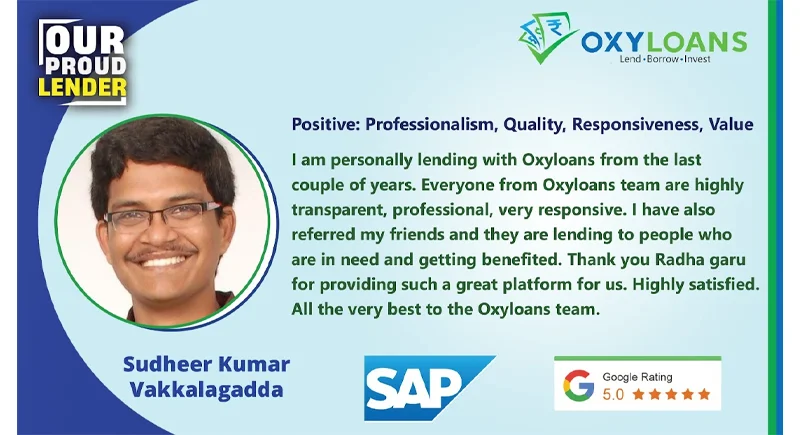 OUR
PROUD
LENDER
OXYLOANS
Lend•Borrow•Invest
Positive: Professionalism, Quality, Responsiveness, Value
I am personally lending with Oxyloans from the last
couple of years. Everyone from Oxyloans team are highly
transparent, professional, very responsive. I have also
referred my friends and they are lending to people who
are in need and getting benefited. Thank you Radha garu
for providing such a great platform for us. Highly satisfied.
All the very best to the Oxyloans team.
Sudheer Kumar
Vakkalagadda
SAP
Google Rating
5.0 ★★★★★